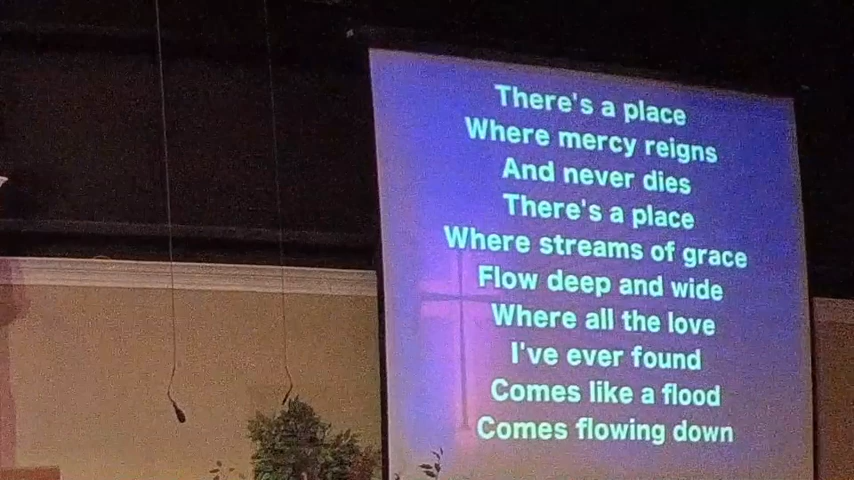 There's a place
Where mercy reigns
And never dies
There's a place
Where streams of grace
Flow deep and wide
Where all the love
I've ever found
Comes like a flood
Comes flowing down